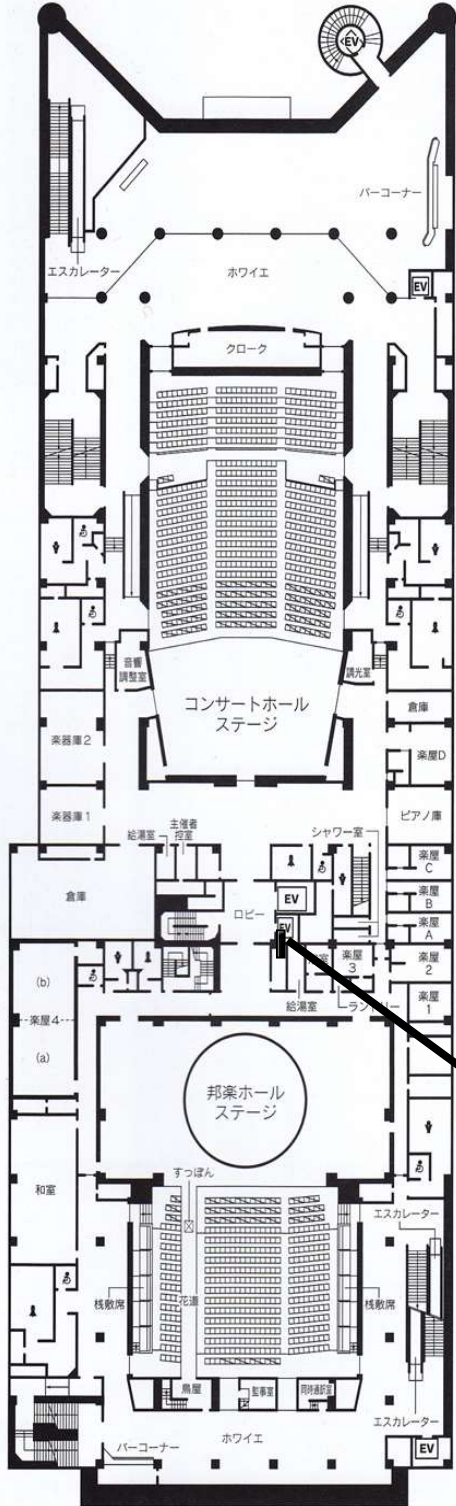 EV
バーコーナー
エスカレーター
ホワイエ
EV
クローク
音響
調整室
調光室
コンサートホール
ステージ
倉庫
楽器庫2
楽屋D
楽器庫1
ピアノ庫
主催者
控室
給湯室
シャワー室
楽屋
C
倉庫
ロビー
EV
楽屋
B
EV
楽屋
A
(b)
室
楽屋
3
楽屋
2
給湯室
ランドリー
楽屋
1
楽屋4
(a)
邦楽ホール
ステージ
すっぽん
和室
エスカレーター
桟敷席
花道
桟敷席
鳥屋
監事室
同時通訳室
ホワイエ
エスカレーター
バーコーナー
EV